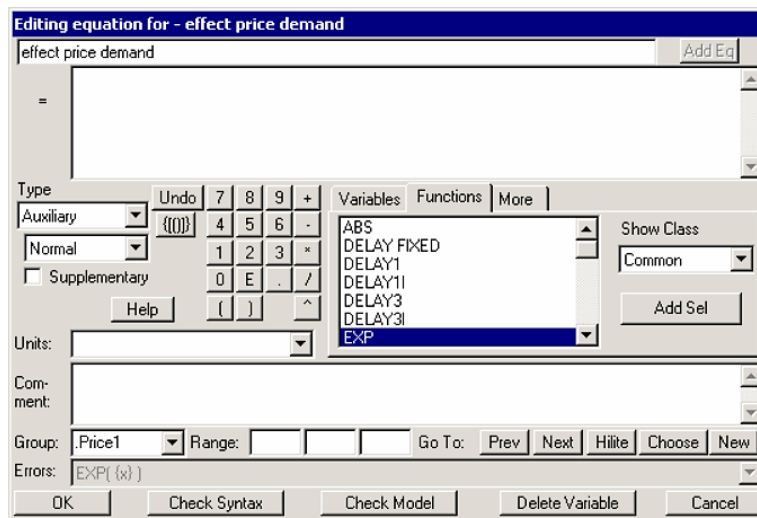 Editing equation for - effect price demand
effect price demand Add Eq
=
Type Undo 7 8 9 + Variables Functions More
Auxiliary {[()]} 4 5 6 - ABS Show Class
Normal 1 2 3 * DELAY FIXED Common
Supplementary 0 E . / DELAY1
Help ( ) ^ DELAY1I Add Sel
DELAY3
DELAY3I
EXP
Units:
Com-
ment:
Group: .Price1 Range: Go To: Prev Next Hilite Choose New
Errors: EXP( {x} )
OK Check Syntax Check Model Delete Variable Cancel